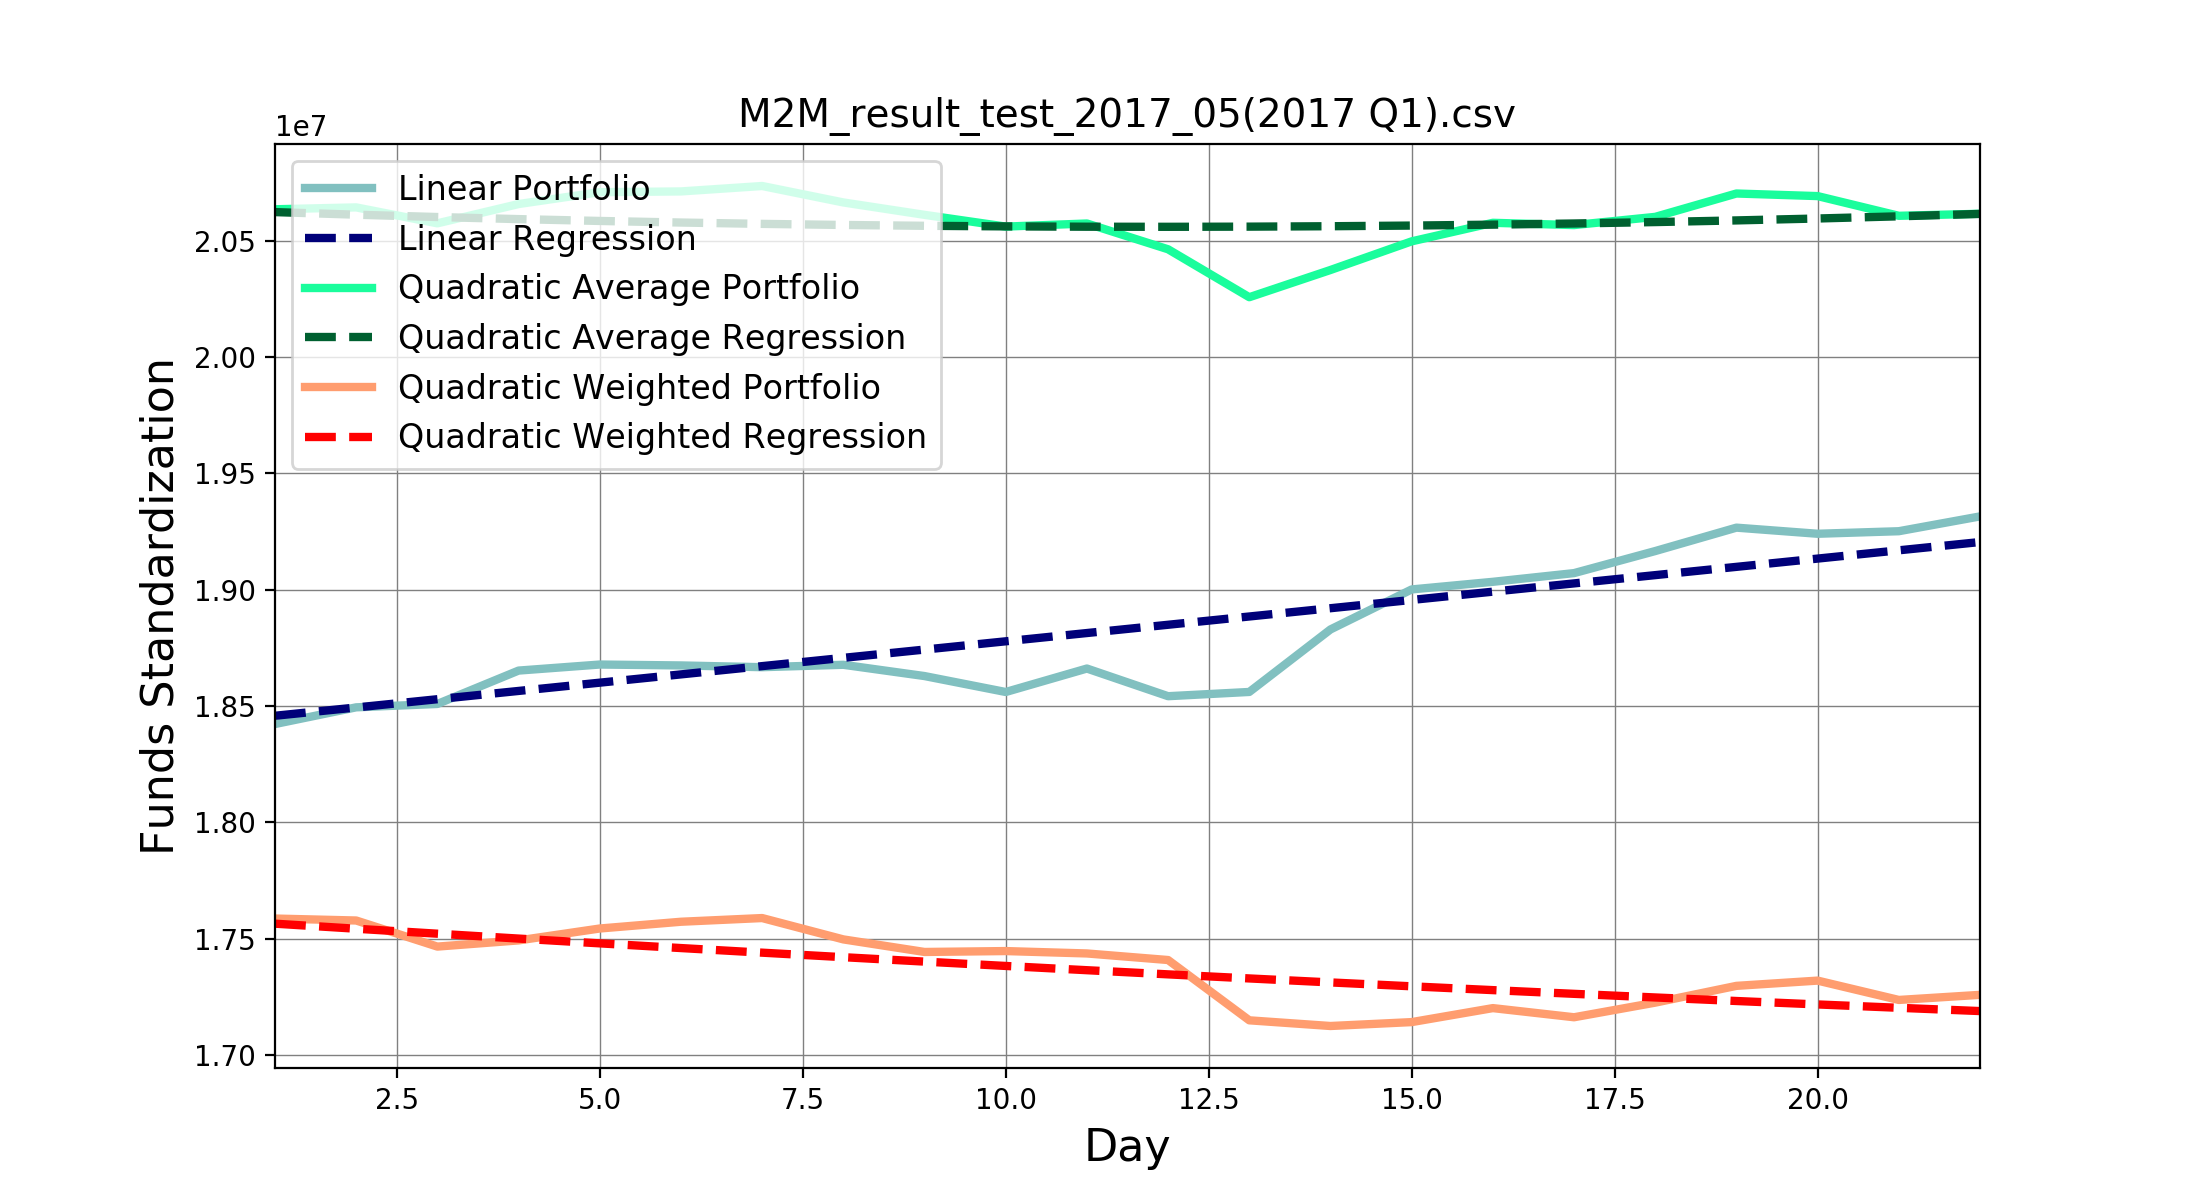 M2M_result_test_2017_05(2017 Q1).csv
1e7
Linear Portfolio
Linear Regression
Quadratic Average Portfolio
Quadratic Average Regression
Quadratic Weighted Portfolio
Quadratic Weighted Regression
2.05
2.00
1.95
1.90
1.85
1.80
1.75
1.70
Funds Standardization
2.5 5.0 7.5 10.0 12.5 15.0 17.5 20.0
Day